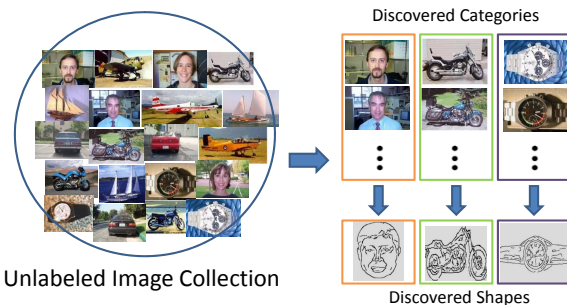 Discovered Categories
Unlabeled Image Collection
Discovered Shapes